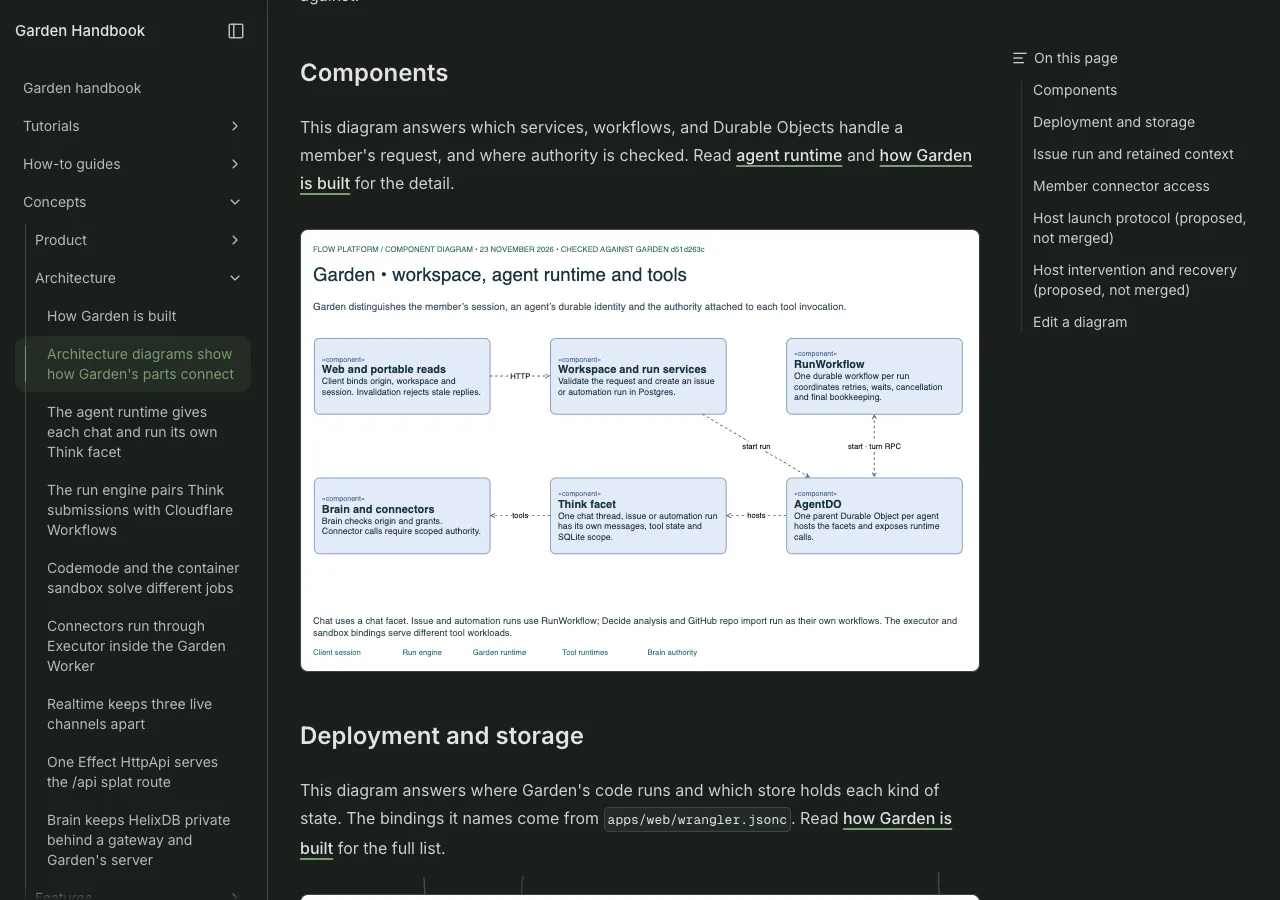 Garden Handbook
Garden handbook
Tutorials
How-to guides
Concepts
Product
Architecture
How Garden is built
Architecture diagrams show
how Garden's parts connect
The agent runtime gives
each chat and run its own
Think facet
The run engine pairs Think
submissions with Cloudflare
Workflows
Codemode and the container
sandbox solve different jobs
Connectors run through
Executor inside the Garden
Worker
Realtime keeps three live
channels apart
One Effect HttpApi serves
the /api splat route
Brain keeps HelixDB private
behind a gateway and
Garden's server
Features
against.
Components
This diagram answers which services, workflows, and Durable Objects handle a
member's request, and where authority is checked. Read agent runtime and how Garden
is built for the detail.
FLOW PLATFORM / COMPONENT DIAGRAM • 23 NOVEMBER 2026 • CHECKED AGAINST GARDEN d51d263c
Garden • workspace, agent runtime and tools
Garden distinguishes the member’s session, an agent’s durable identity and the authority attached to each tool invocation.
«component»
Web and portable reads
Client binds origin, workspace and
session. Invalidation rejects stale replies.
HTTP
«component»
Workspace and run services
Validate the request and create an issue
or automation run in Postgres.
«component»
RunWorkflow
One durable workflow per run
coordinates retries, waits, cancellation
and final bookkeeping.
start run
start · turn RPC
«component»
Brain and connectors
Brain checks origin and grants.
Connector calls require scoped authority.
tools
«component»
Think facet
One chat thread, issue or automation run
has its own messages, tool state and
SQLite scope.
hosts
«component»
AgentDO
One parent Durable Object per agent
hosts the facets and exposes runtime
calls.
Chat uses a chat facet. Issue and automation runs use RunWorkflow; Decide analysis and GitHub repo import run as their own workflows. The executor and
sandbox bindings serve different tool workloads.
Client session
Run engine
Garden runtime
Tool runtimes
Brain authority
Deployment and storage
This diagram answers where Garden's code runs and which store holds each kind of
state. The bindings it names come from apps/web/wrangler.jsonc. Read how Garden is
built for the full list.
On this page
Components
Deployment and storage
Issue run and retained context
Member connector access
Host launch protocol (proposed,
not merged)
Host intervention and recovery
(proposed, not merged)
Edit a diagram